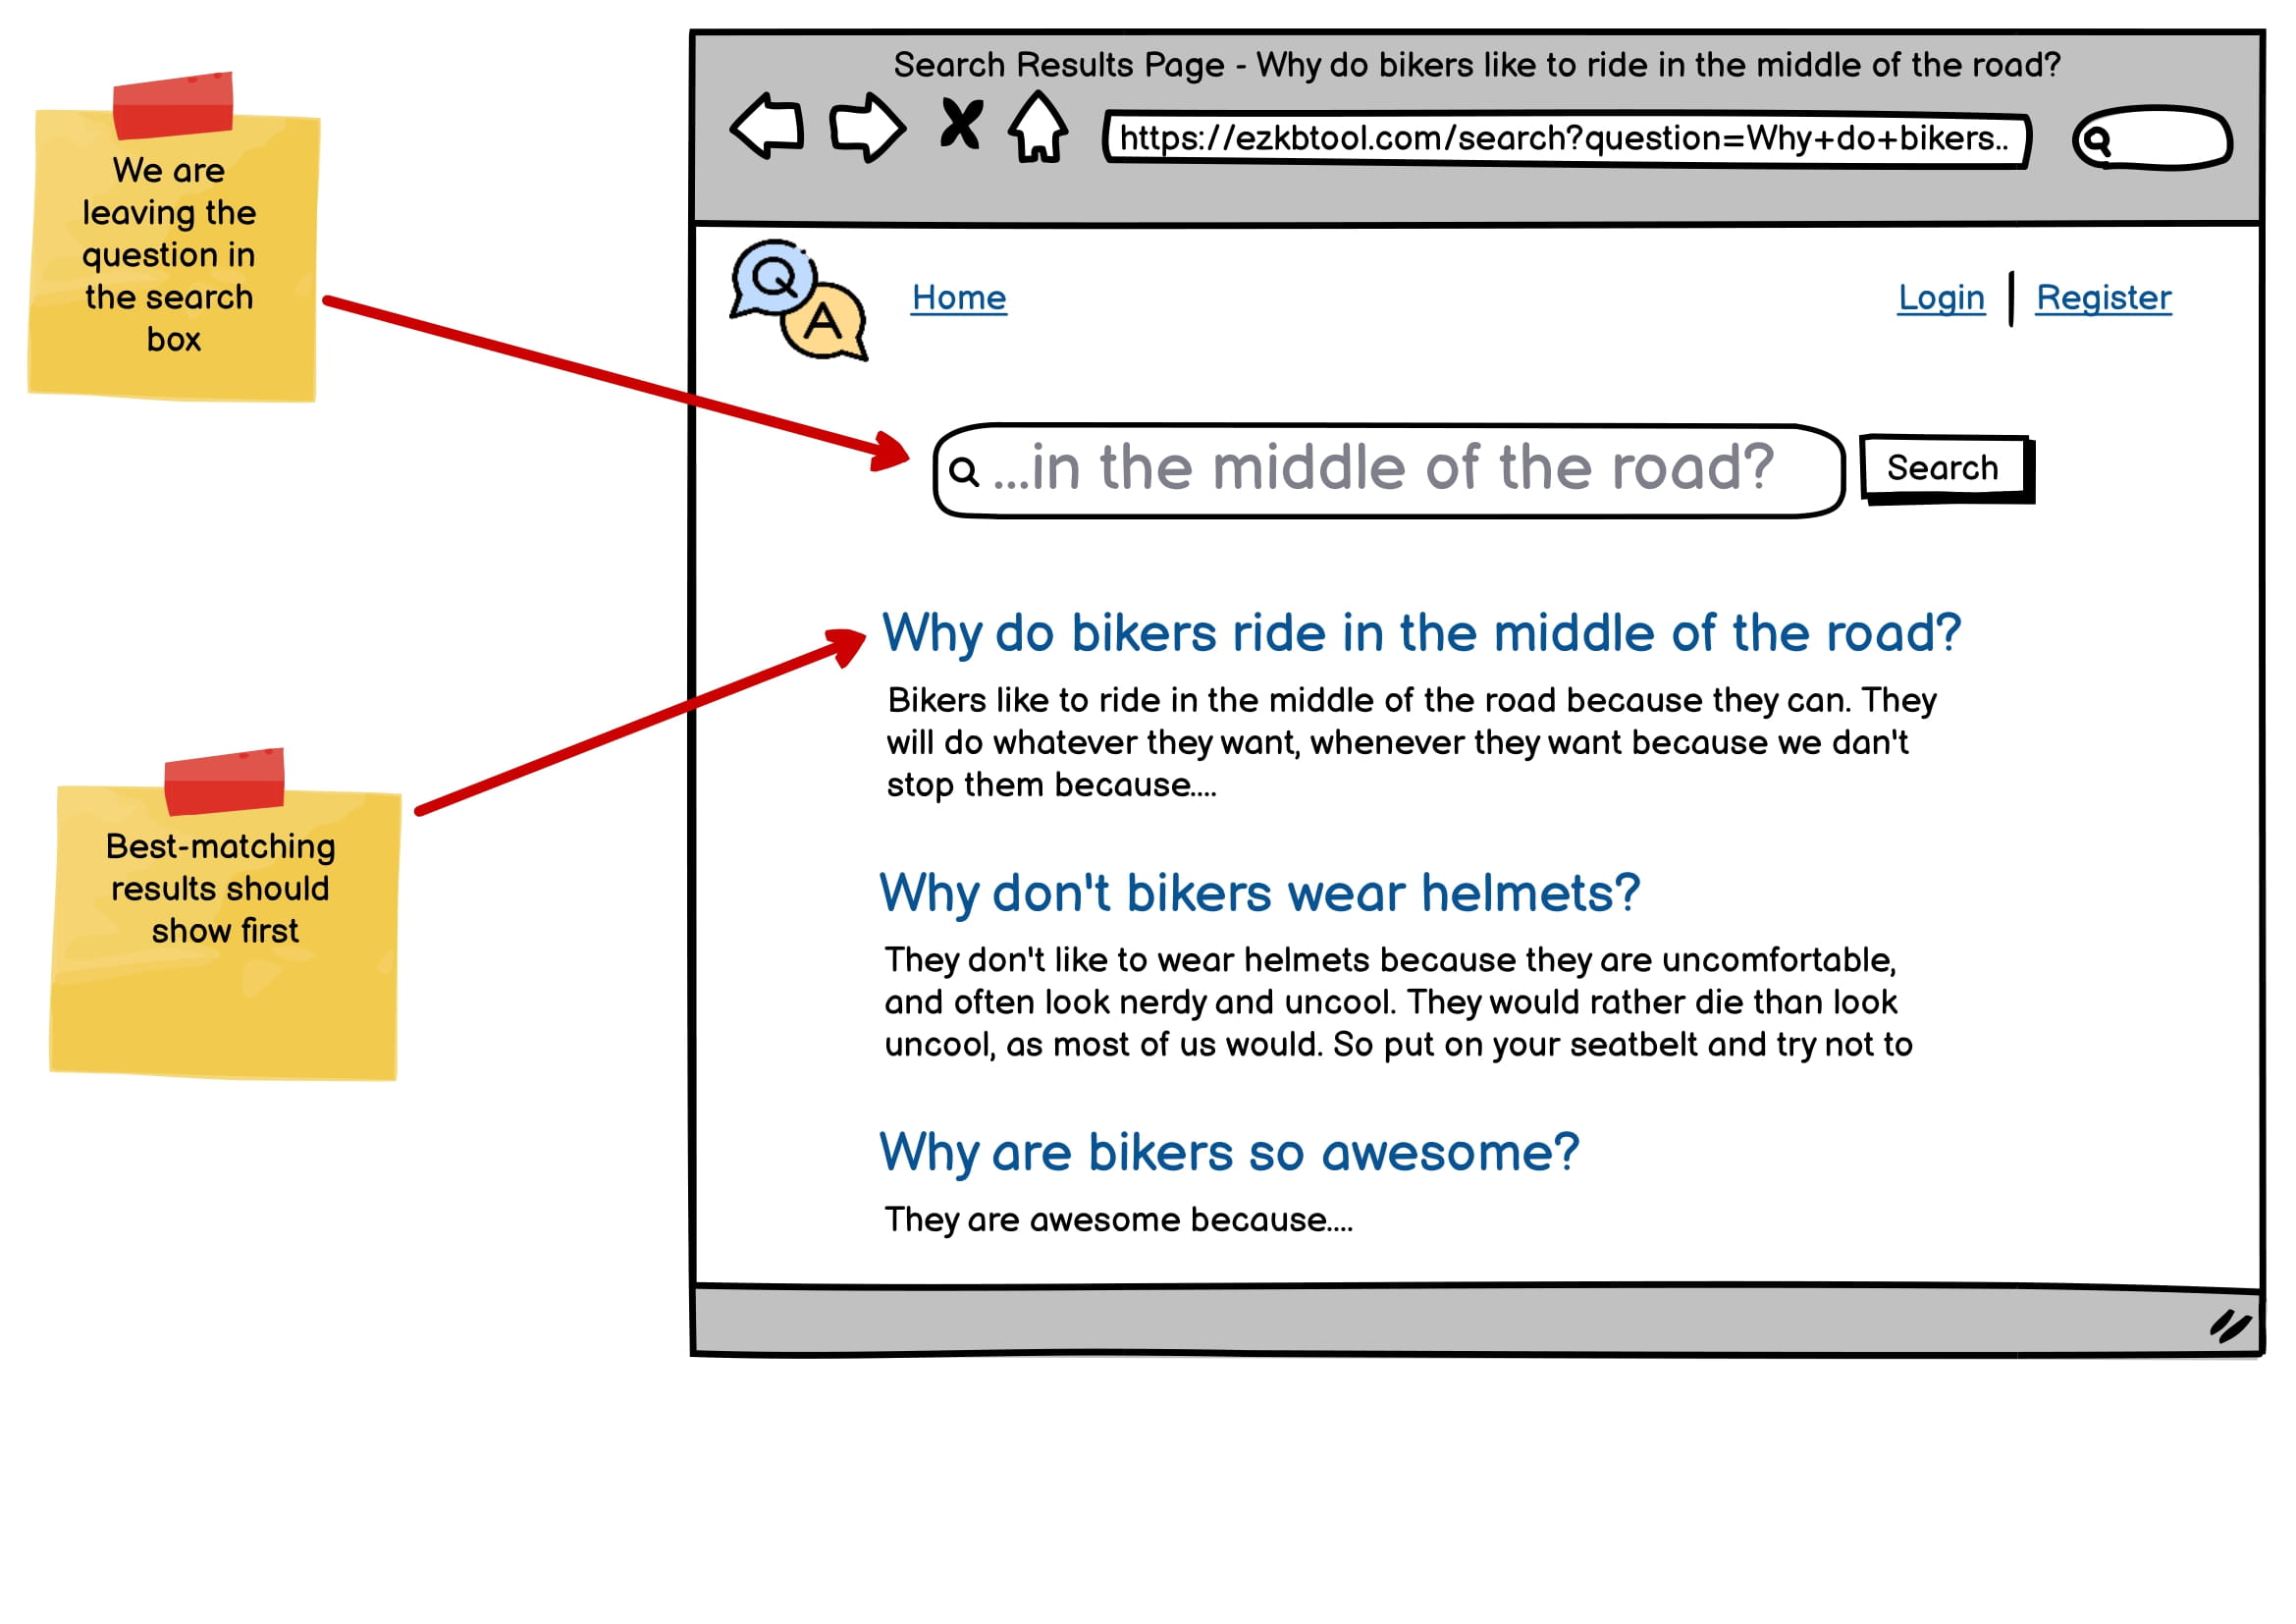 We are
leaving the
question in
the search
box
Best-matching
results should
show first
Search Results Page - Why do bikers like to ride in the middle of the road?
https://ezkbtool.com/search?question=Why+do+bikers..
Q
A
Home
Login
Register
...in the middle of the road?
Search
Why do bikers ride in the middle of the road?
Bikers like to ride in the middle of the road because they can. They
will do whatever they want, whenever they want because we dan't
stop them because....
Why don't bikers wear helmets?
They don't like to wear helmets because they are uncomfortable,
and often look nerdy and uncool. They would rather die than look
uncool, as most of us would. So put on your seatbelt and try not to
Why are bikers so awesome?
They are awesome because....